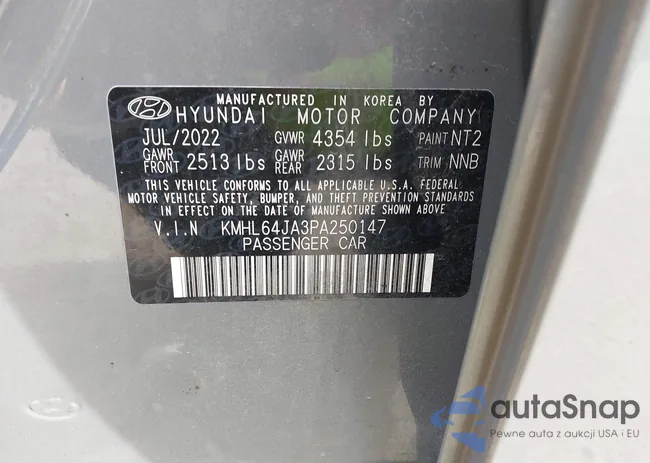 MANUFACTURED IN KOREA BY
HYUNDAI MOTOR COMPANY
JUL/2022 GVWR 4354 lbs PAINT NT2
GAWR FRONT 2513 lbs GAWR REAR 2315 lbs TRIM NNB
THIS VEHICLE CONFORMS TO ALL APPLICABLE U.S.A. FEDERAL
MOTOR VEHICLE SAFETY, BUMPER, AND THEFT PREVENTION STANDARDS
IN EFFECT ON THE DATE OF MANUFACTURE SHOWN ABOVE
V.I.N KMHL64JA3PA250147
PASSENGER CAR
autaSnap
Pewne auta z aukcji USA i EU